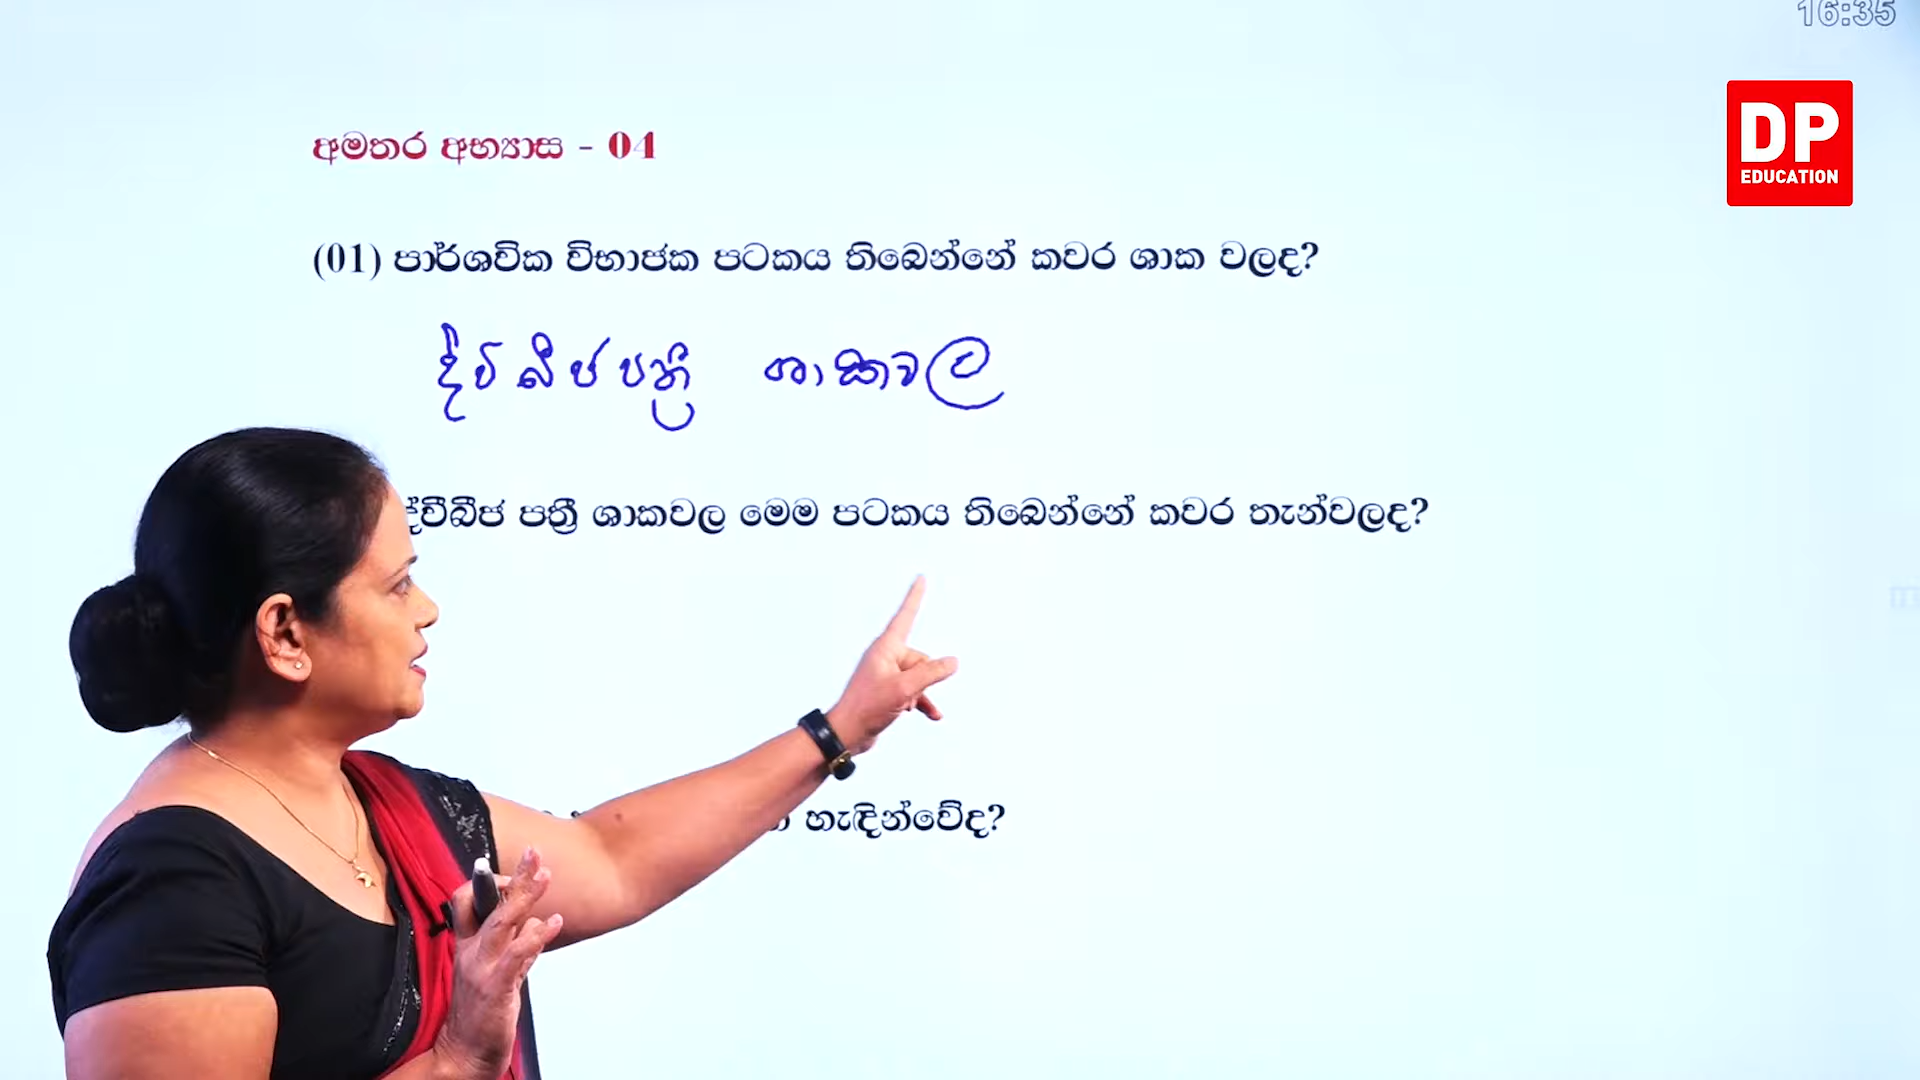 16:35
DP
EDUCATION
අමතර අභ්‍යාස - 04
(01) පාර්ශවික විභාජක පටකය තිබෙන්නේ කවර ශාක වලද?
ද්විබීජපත්‍රී ශාකවල
ද්වීබීජ පත්‍රී ශාකවල මෙම පටකය තිබෙන්නේ කවර තැන්වලද?
හැඳින්වේද?